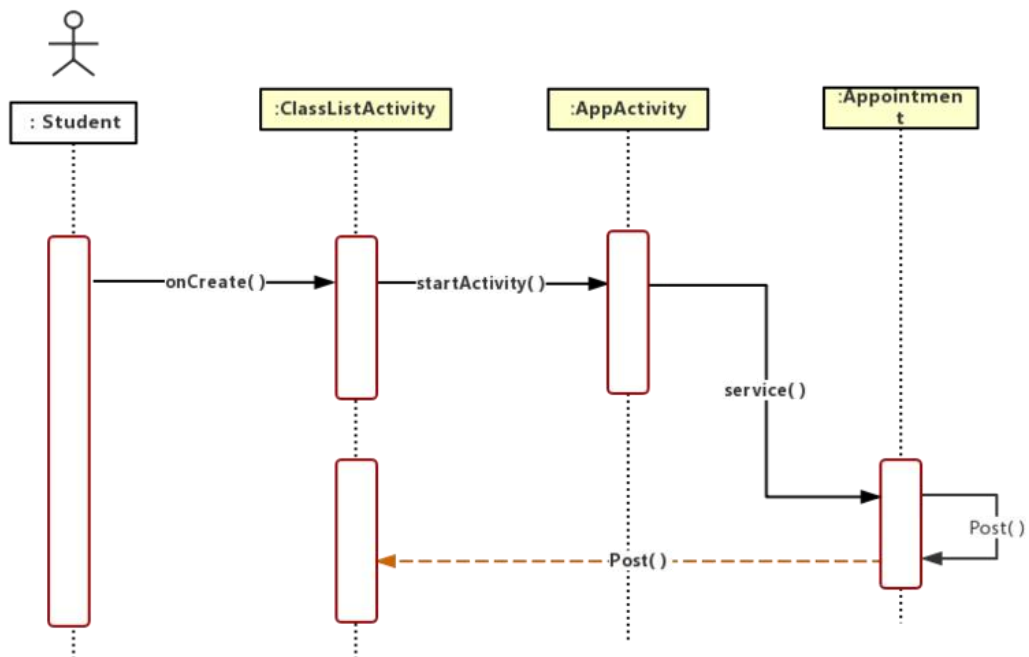 : Student
:ClassListActivity
:AppActivity
:Appointmen
t
onCreate( )
startActivity( )
service( )
Post( )
Post( )